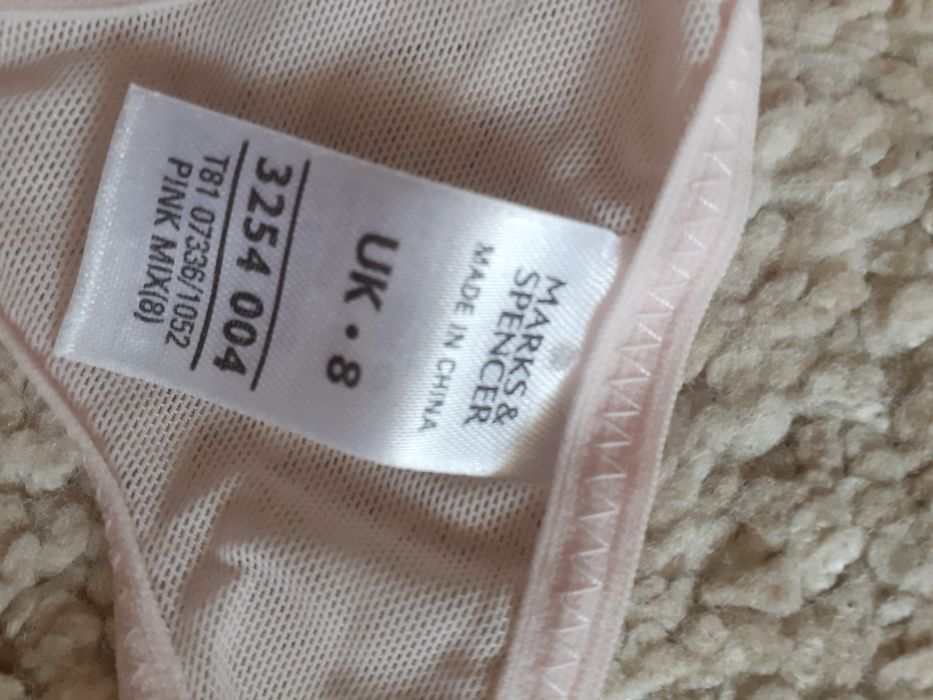 MARKS &
SPENCER
MADE IN CHINA
UK • 8
3254 004
T81 07336/1052
PINK MIX(8)